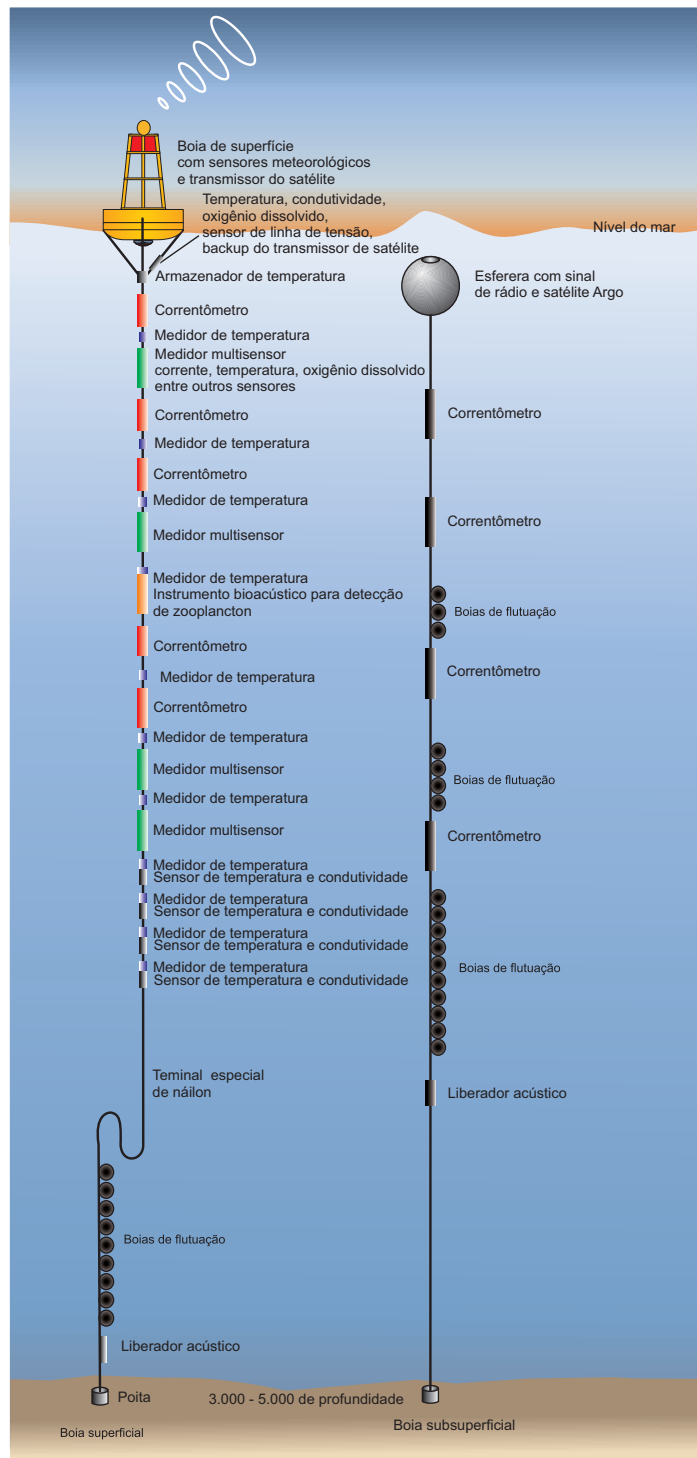 Boia de superfície
com sensores meteorológicos
e transmissor do satélite
Temperatura, condutividade,
oxigênio dissolvido,
sensor de linha de tensão,
backup do transmissor de satélite
Nível do mar
Armazenador de temperatura
Esferera com sinal
de rádio e satélite Argo
Correntômetro
Medidor de temperatura
Medidor multisensor
corrente, temperatura, oxigênio dissolvido
entre outros sensores
Correntômetro
Medidor de temperatura
Correntômetro
Medidor de temperatura
Medidor multisensor
Medidor de temperatura
Instrumento bioacústico para detecção
de zooplancton
Correntômetro
Medidor de temperatura
Correntômetro
Medidor de temperatura
Medidor multisensor
Medidor de temperatura
Medidor multisensor
Medidor de temperatura
Sensor de temperatura e condutividade
Medidor de temperatura
Sensor de temperatura e condutividade
Medidor de temperatura
Sensor de temperatura e condutividade
Medidor de temperatura
Sensor de temperatura e condutividade
Teminal especial
de náilon
Boias de flutuação
Liberador acústico
Poita
Boia superficial
Correntômetro
Correntômetro
Boias de flutuação
Correntômetro
Boias de flutuação
Correntômetro
Boias de flutuação
Liberador acústico
3.000 - 5.000 de profundidade
Boia subsuperficial